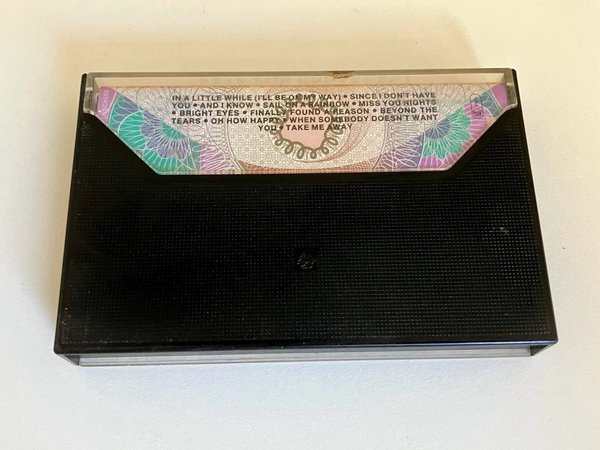 IN A LITTLE WHILE (I'LL BE ON MY WAY) • SINCE I DON'T HAVE
YOU • AND I KNOW • SAIL ON A RAINBOW • MISS YOU NIGHTS
• BRIGHT EYES • FINALLY FOUND A REASON • BEYOND THE
TEARS • OH HOW HAPPY • WHEN SOMEBODY DOESN'T WANT
YOU • TAKE ME AWAY